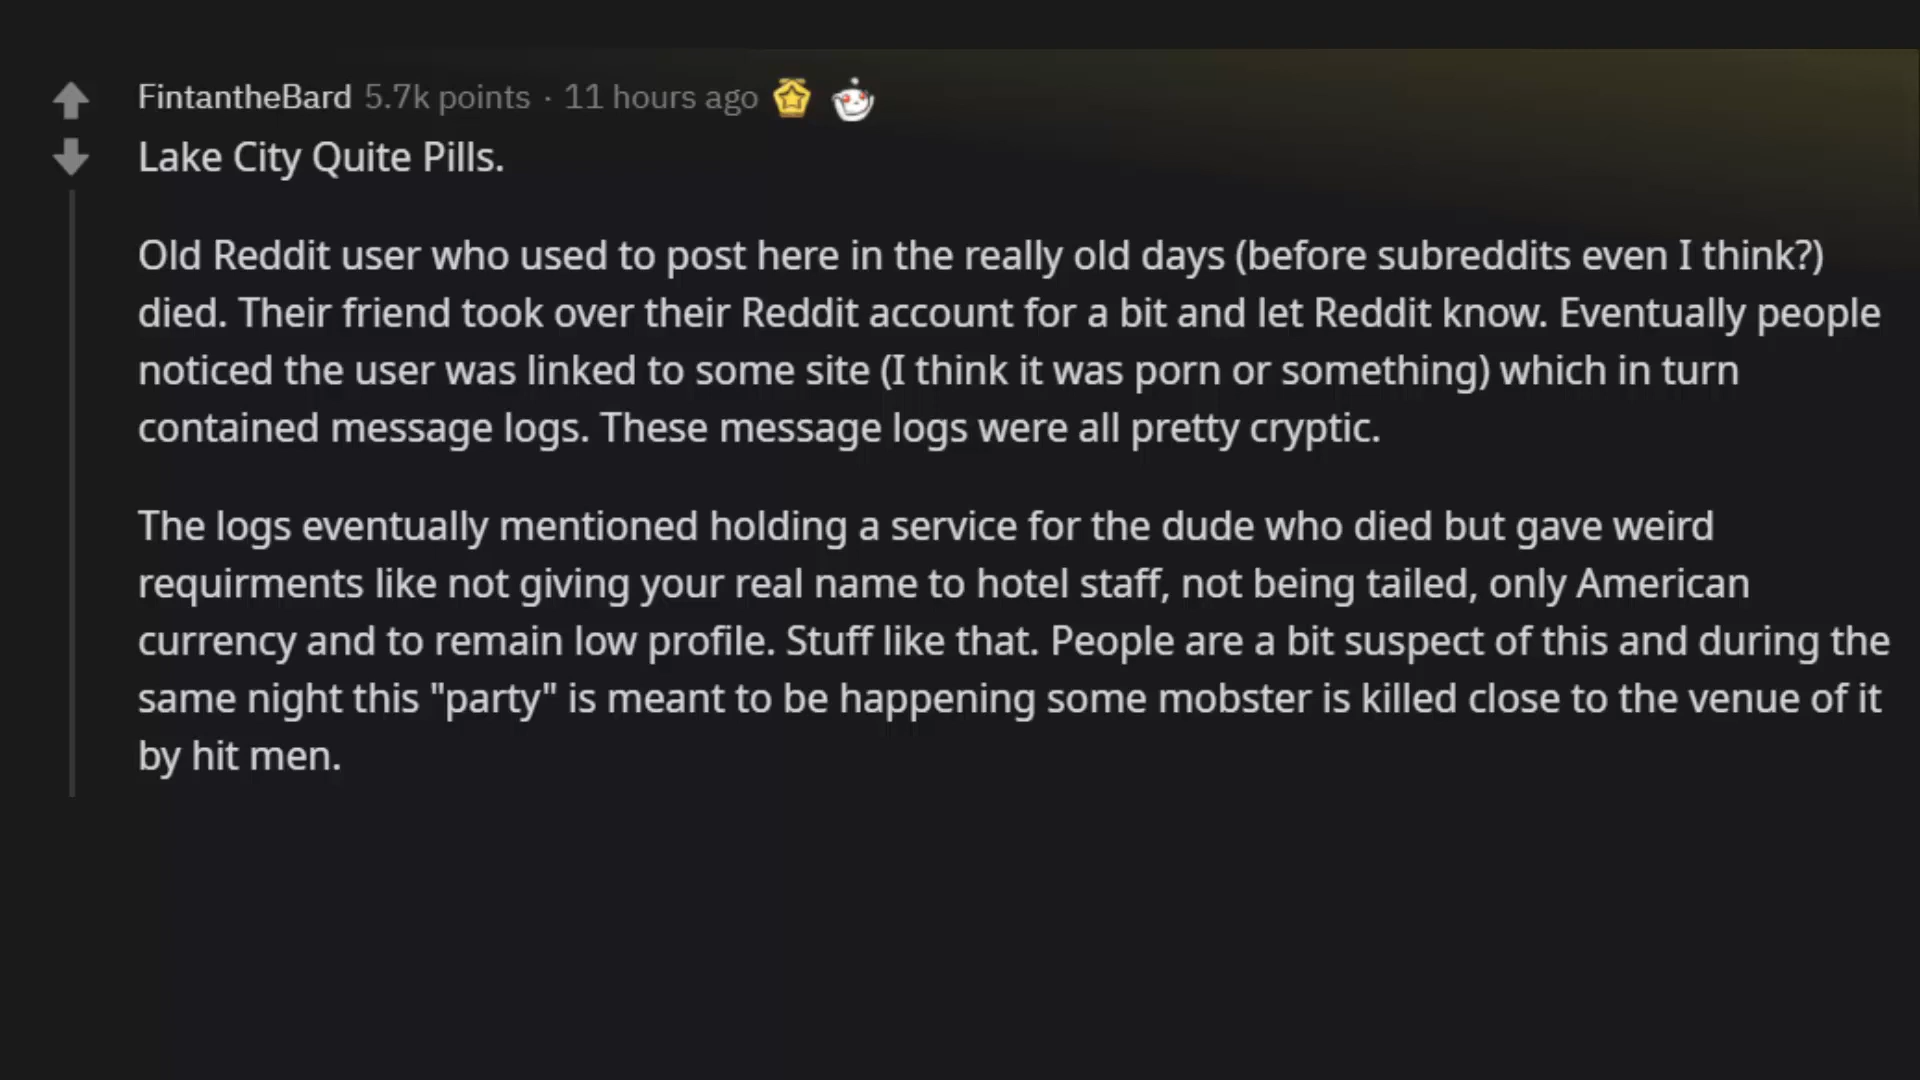 FintantheBard 5.7k points · 11 hours ago
Lake City Quite Pills.
Old Reddit user who used to post here in the really old days (before subreddits even I think?)
died. Their friend took over their Reddit account for a bit and let Reddit know. Eventually people
noticed the user was linked to some site (I think it was porn or something) which in turn
contained message logs. These message logs were all pretty cryptic.
The logs eventually mentioned holding a service for the dude who died but gave weird
requirments like not giving your real name to hotel staff, not being tailed, only American
currency and to remain low profile. Stuff like that. People are a bit suspect of this and during the
same night this "party" is meant to be happening some mobster is killed close to the venue of it
by hit men.